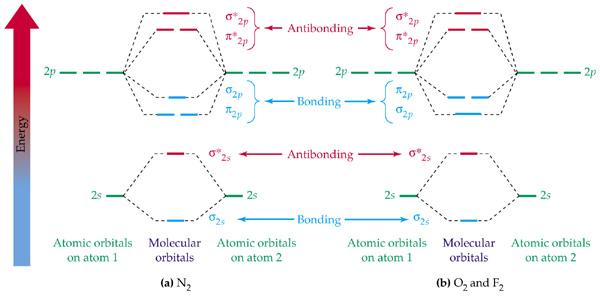 Energy
σ*2p
π*2p
Antibonding
σ*2p
π*2p
2p
2p
2p
2p
σ2p
π2p
Bonding
π2p
σ2p
σ*2s
Antibonding
σ*2s
2s
2s
2s
2s
σ2s
Bonding
σ2s
Atomic orbitals
on atom 1
Molecular
orbitals
Atomic orbitals
on atom 2
Atomic orbitals
on atom 1
Molecular
orbitals
Atomic orbitals
on atom 2
(a) N2
(b) O2 and F2